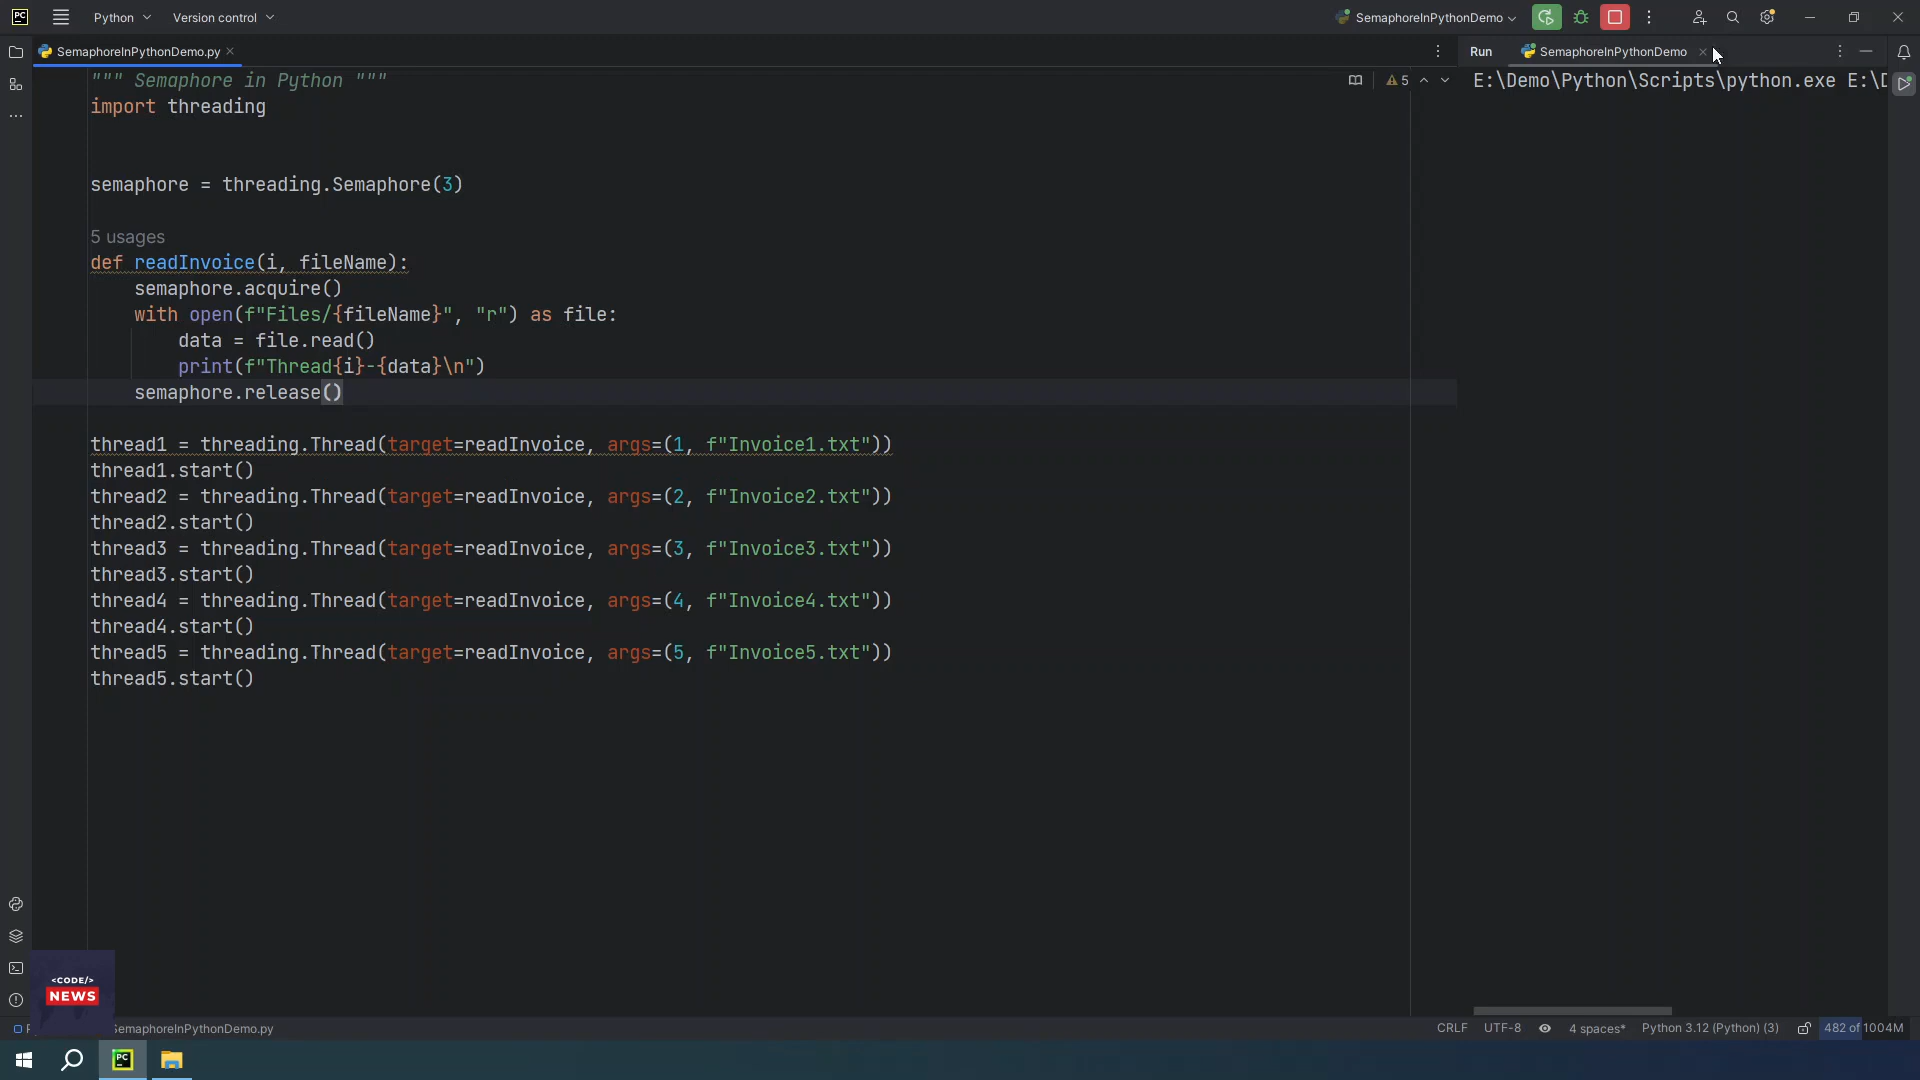 PC Python Version control SemaphoreInPythonDemo
SemaphoreInPythonDemo.py Run SemaphoreInPythonDemo
""" Semaphore in Python """ 5 E:\Demo\Python\Scripts\python.exe E:\D
import threading
semaphore = threading.Semaphore(3)
5 usages
def readInvoice(i, fileName):
semaphore.acquire()
with open(f"Files/{fileName}", "r") as file:
data = file.read()
print(f"Thread{i}-{data}\n")
semaphore.release()
thread1 = threading.Thread(target=readInvoice, args=(1, f"Invoice1.txt"))
thread1.start()
thread2 = threading.Thread(target=readInvoice, args=(2, f"Invoice2.txt"))
thread2.start()
thread3 = threading.Thread(target=readInvoice, args=(3, f"Invoice3.txt"))
thread3.start()
thread4 = threading.Thread(target=readInvoice, args=(4, f"Invoice4.txt"))
thread4.start()
thread5 = threading.Thread(target=readInvoice, args=(5, f"Invoice5.txt"))
thread5.start()
<CODE/>
NEWS
SemaphoreInPythonDemo.py CRLF UTF-8 4 spaces* Python 3.12 (Python) (3) 482 of 1004M
PC